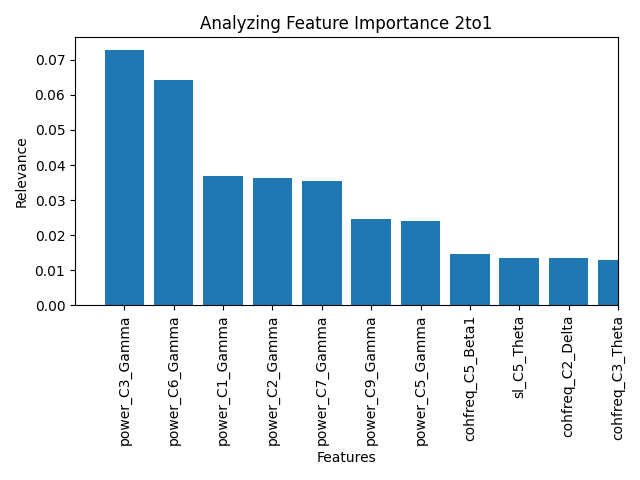 Analyzing Feature Importance 2to1
Relevance
0.07
0.06
0.05
0.04
0.03
0.02
0.01
0.00
power_C3_Gamma
power_C6_Gamma
power_C1_Gamma
power_C2_Gamma
power_C7_Gamma
power_C9_Gamma
power_C5_Gamma
cohfreq_C5_Beta1
sl_C5_Theta
cohfreq_C2_Delta
cohfreq_C3_Theta
Features